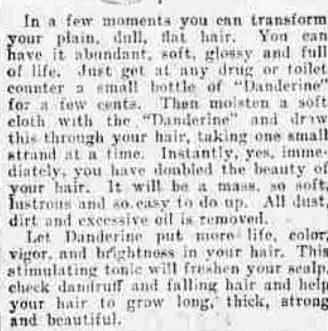 In a few moments you can transform
your plain, dull, flat hair. You can
have it abundant, soft, glossy and full
of life. Just get at any drug or toilet
counter a small bottle of "Danderine"
for a few cents. Then moisten a soft
cloth with the "Danderine" and draw
this through your hair, taking one small
strand at a time. Instantly, yes, imme-
diately, you have doubled the beauty of
your hair. It will be a mass, so soft,
lustrous and so easy to do up. All dust,
dirt and excessive oil is removed.
Let Danderine put more life, color,
vigor, and brightness in your hair. This
stimulating tonic will freshen your scalp,
check dandruff and falling hair and help
your hair to grow long, thick, strong
and beautiful.